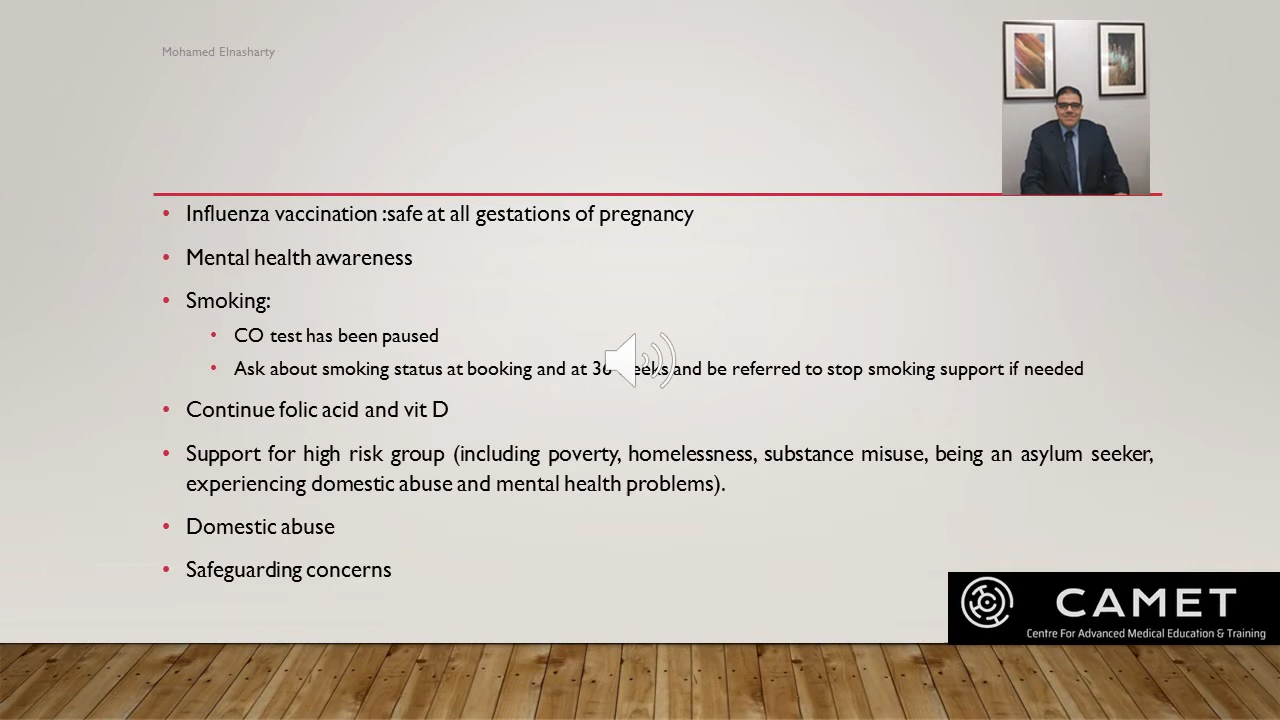 Mohamed Elnasharty
• Influenza vaccination :safe at all gestations of pregnancy
• Mental health awareness
• Smoking:
• CO test has been paused
• Ask about smoking status at booking and at and be referred to stop smoking support if needed
• Continue folic acid and vit D
• Support for high risk group (including poverty, homelessness, substance misuse, being an asylum seeker,
experiencing domestic abuse and mental health problems).
• Domestic abuse
• Safeguarding concerns
CAMET
Centre For Advanced Medical Education & Training